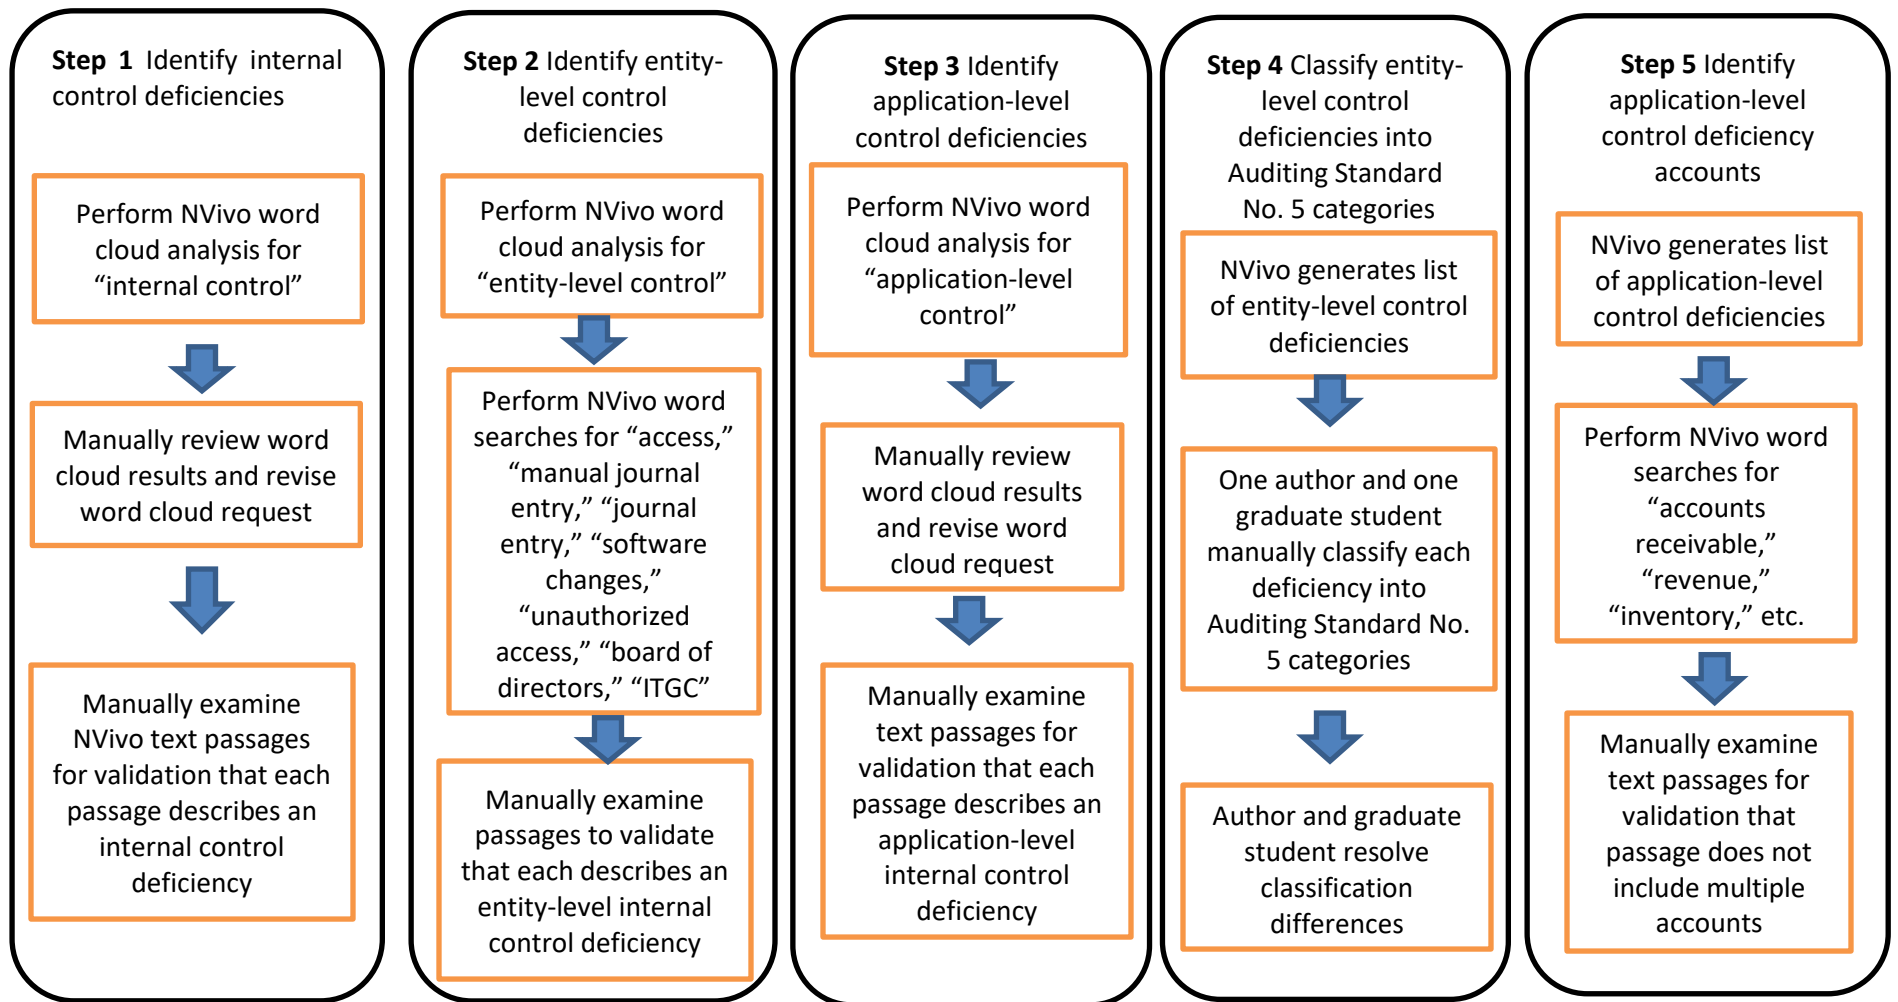 Step 1 Identify internal
control deficiencies
Perform NVivo word
cloud analysis for
“internal control”
Manually review word
cloud results and revise
word cloud request
Manually examine
NVivo text passages
for validation that each
passage describes an
internal control
deficiency
Step 2 Identify entity-
level control
deficiencies
Perform NVivo word
cloud analysis for
“entity-level control”
Perform NVivo word
searches for “access,”
“manual journal
entry,” “journal
entry,” “software
changes,”
“unauthorized
access,” “board of
directors,” “ITGC”
Manually examine
passages to validate
that each describes an
entity-level internal
control deficiency
Step 3 Identify
application-level
control deficiencies
Perform NVivo word
cloud analysis for
“application-level
control”
Manually review
word cloud results
and revise word
cloud request
Manually examine
text passages for
validation that each
passage describes an
application-level
internal control
deficiency
Step 4 Classify entity-
level control
deficiencies into
Auditing Standard
No. 5 categories
NVivo generates list
of entity-level control
deficiencies
One author and one
graduate student
manually classify each
deficiency into
Auditing Standard No.
5 categories
Author and graduate
student resolve
classification
differences
Step 5 Identify
application-level
control deficiency
accounts
NVivo generates list
of application-level
control deficiencies
Perform NVivo word
searches for
“accounts
receivable,”
“revenue,”
“inventory,” etc.
Manually examine
text passages for
validation that
passage does not
include multiple
accounts